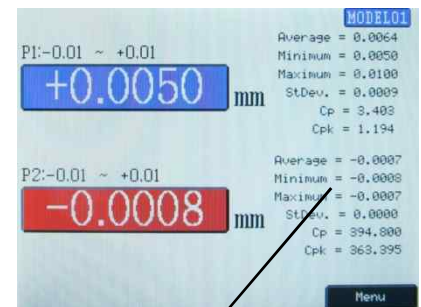 MODEL01
P1:-0.01 ~ +0.01
+0.0050 mm
Average = 0.0064
Minimum = 0.0050
Maximum = 0.0100
StDev. = 0.0009
Cp = 3.403
Cpk = 1.194
P2:-0.01 ~ +0.01
-0.0008 mm
Average = -0.0007
Minimum = -0.0008
Maximum = -0.0007
StDev. = 0.0000
Cp = 394.800
Cpk = 363.395
Menu